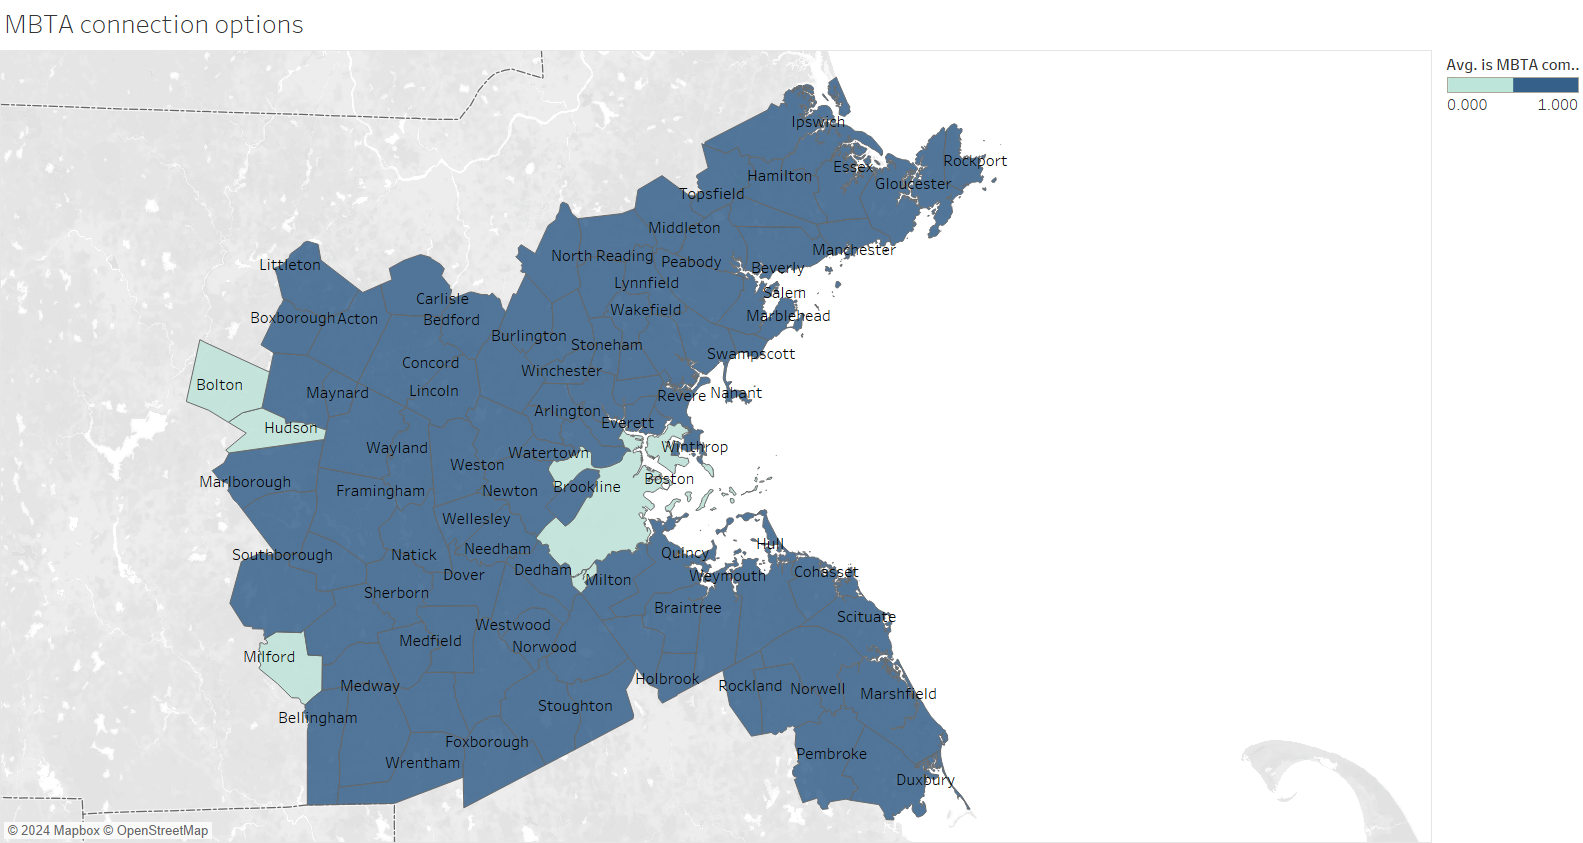 MBTA connection options
Avg. is MBTA com..
0.000 1.000
Ipswich
Rockport
Essex
Hamilton
Gloucester
Topsfield
Middleton
Manchester
North Reading
Peabody
Littleton
Beverly
Lynnfield
Salem
Carlisle
Wakefield
Marblehead
Boxborough
Acton
Bedford
Burlington
Stoneham
Swampscott
Concord
Winchester
Bolton
Maynard
Lincoln
Revere
Nahant
Arlington
Everett
Hudson
Wayland
Watertown
Winthrop
Weston
Marlborough
Boston
Framingham
Newton
Brookline
Wellesley
Hull
Southborough
Natick
Needham
Quincy
Dover
Dedham
Milton
Weymouth
Cohasset
Sherborn
Braintree
Scituate
Westwood
Medfield
Norwood
Milford
Medway
Holbrook
Rockland
Norwell
Marshfield
Stoughton
Bellingham
Foxborough
Pembroke
Wrentham
Duxbury
© 2024 Mapbox © OpenStreetMap